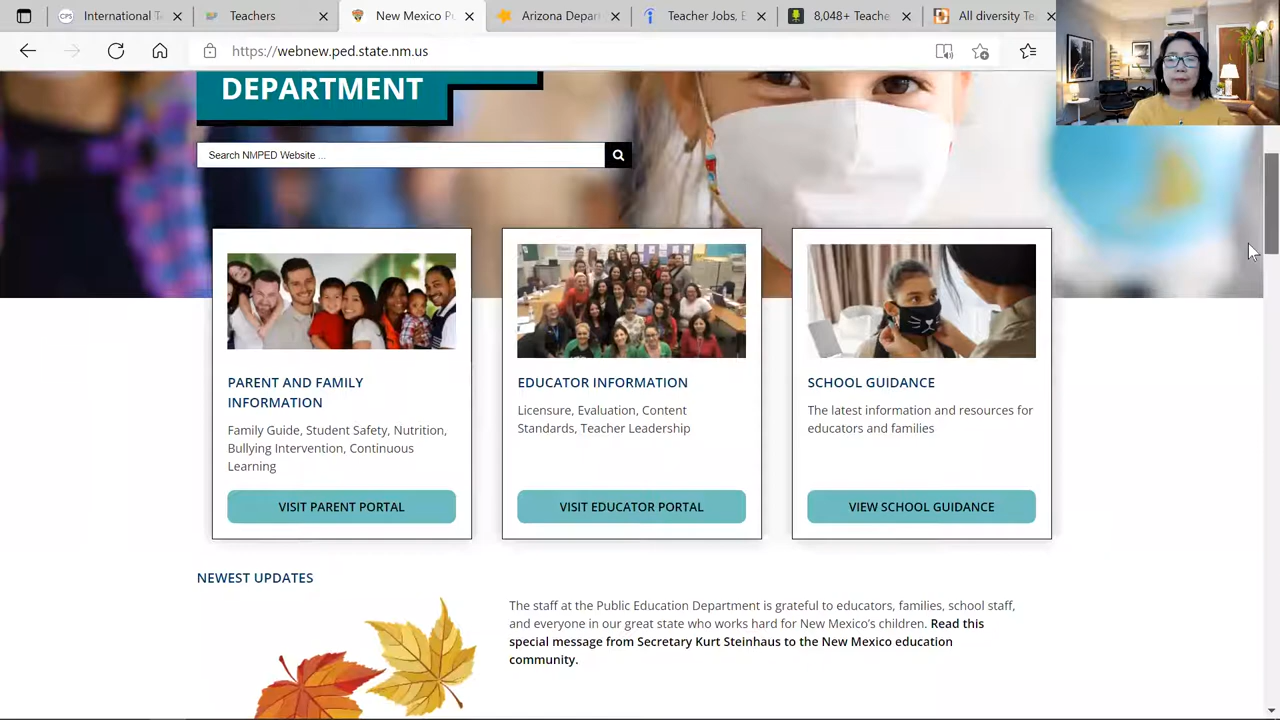 International T
Teachers
New Mexico Pu
Arizona Depar
Teacher Jobs, E
8,048+ Teache
All diversity Te
https://webnew.ped.state.nm.us
DEPARTMENT
Search NMPED Website ...
PARENT AND FAMILY
INFORMATION
Family Guide, Student Safety, Nutrition,
Bullying Intervention, Continuous
Learning
VISIT PARENT PORTAL
EDUCATOR INFORMATION
Licensure, Evaluation, Content
Standards, Teacher Leadership
VISIT EDUCATOR PORTAL
SCHOOL GUIDANCE
The latest information and resources for
educators and families
VIEW SCHOOL GUIDANCE
NEWEST UPDATES
The staff at the Public Education Department is grateful to educators, families, school staff,
and everyone in our great state who works hard for New Mexico's children. Read this
special message from Secretary Kurt Steinhaus to the New Mexico education
community.